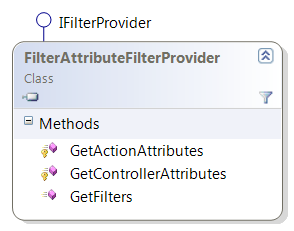 IFilterProvider
FilterAttributeFilterProvider
Class
Methods
GetActionAttributes
GetControllerAttributes
GetFilters